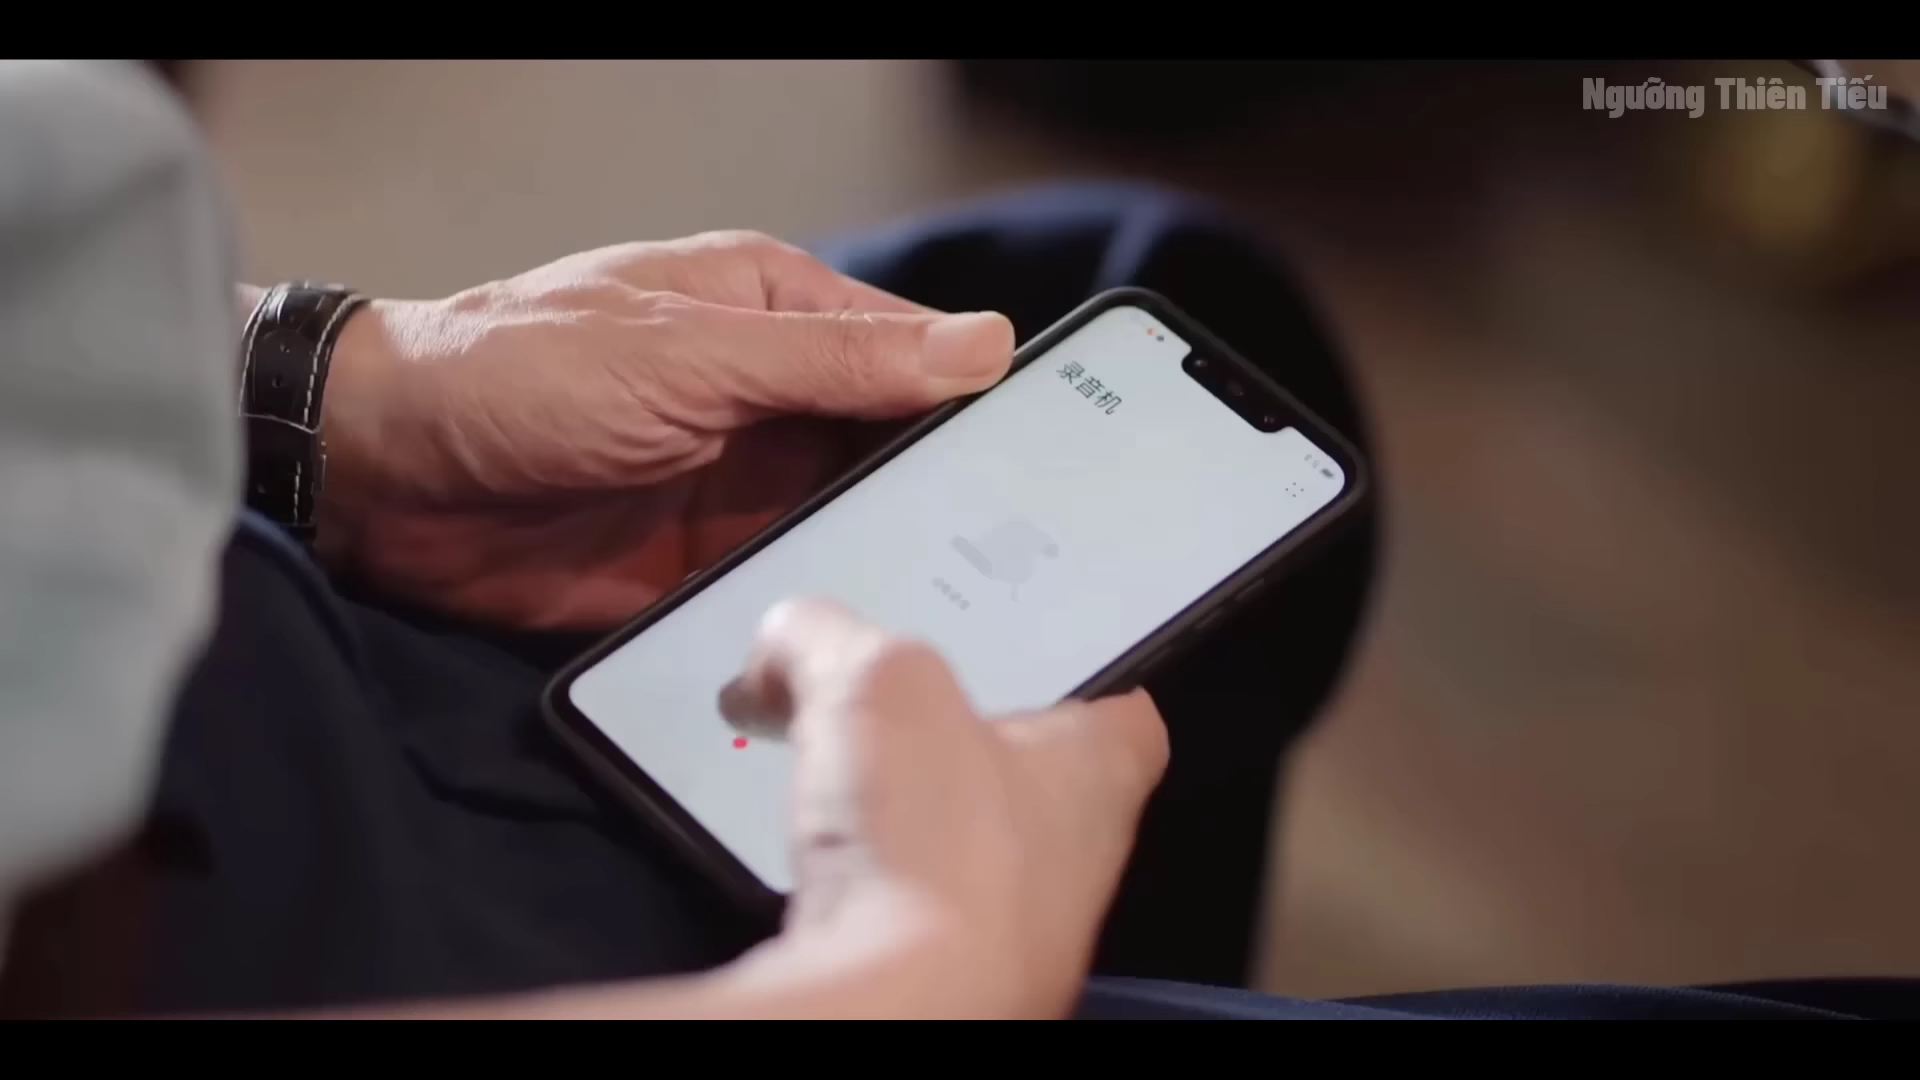 Ngưỡng Thiên Tiếu
录音机